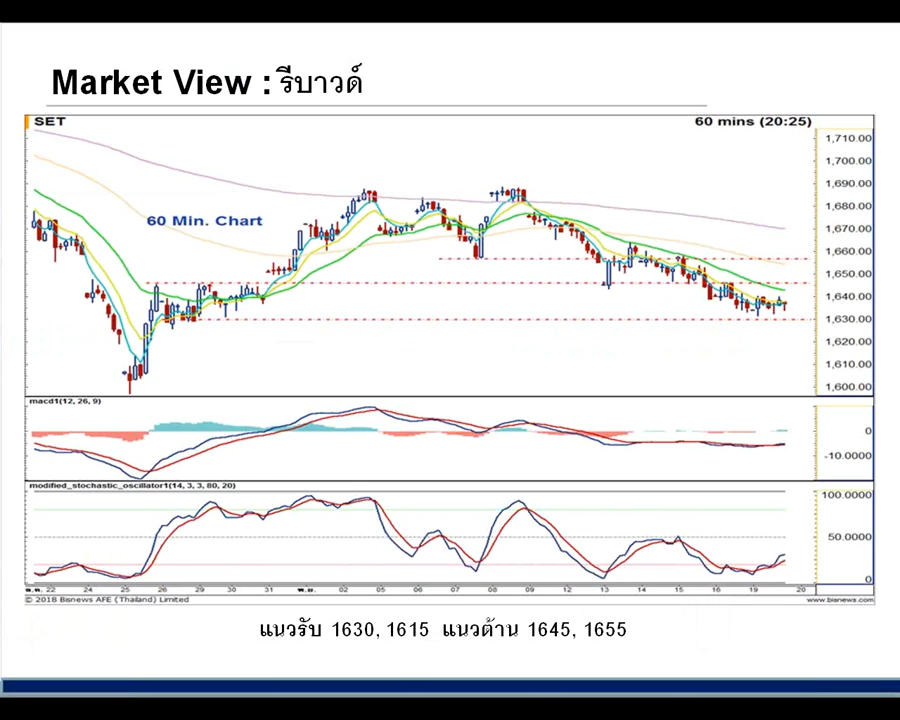 Market View : รีบาวด์
SET 60 mins (20:25)
1,710.00
1,700.00
1,690.00
1,680.00
60 Min. Chart
1,670.00
1,660.00
1,650.00
1,640.00
1,630.00
1,620.00
1,610.00
1,600.00
macd1(12, 26, 9)
0
-10.0000
modified_stochastic_oscillator1(14, 3, 3, 80, 20)
100.0000
50.0000
0
ต.ค. 22 24 25 26 29 30 31 พ.ย. 02 05 06 07 08 09 12 13 14 15 16 19 20
© 2018 Bisnews AFE (Thailand) Limited www.bisnews.com
แนวรับ 1630, 1615 แนวต้าน 1645, 1655